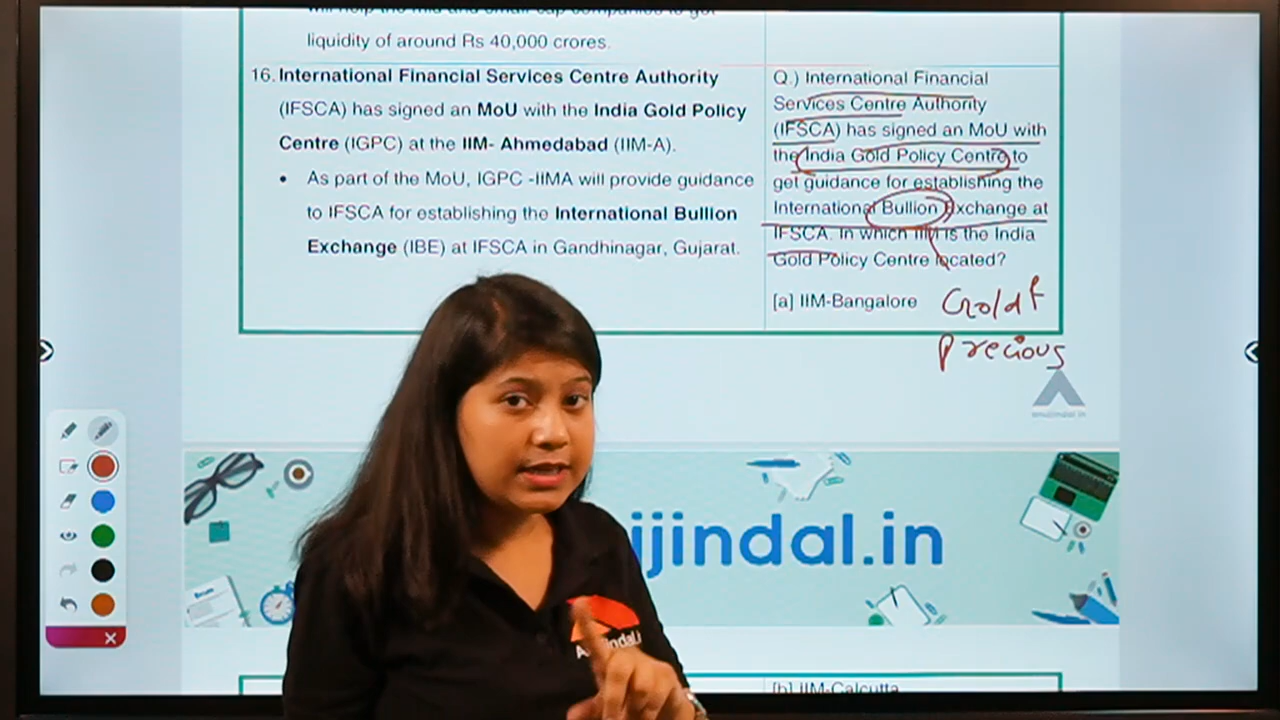 liquidity of around Rs 40,000 crores.
16. International Financial Services Centre Authority
(IFSCA) has signed an MoU with the India Gold Policy
Centre (IGPC) at the IIM- Ahmedabad (IIM-A).
• As part of the MoU, IGPC -IIMA will provide guidance
to IFSCA for establishing the International Bullion
Exchange (IBE) at IFSCA in Gandhinagar, Gujarat.
Q.) International Financial
Services Centre Authority
(IFSCA) has signed an MoU with
the India Gold Policy Centre to
get guidance for establishing the
International Bullion Exchange at
IFSCA. In which IIM is the India
Gold Policy Centre located?
[a] IIM-Bangalore
Gold &
Precious
anujjindal.in
jjindal.in
[b] IIM-Calcutta